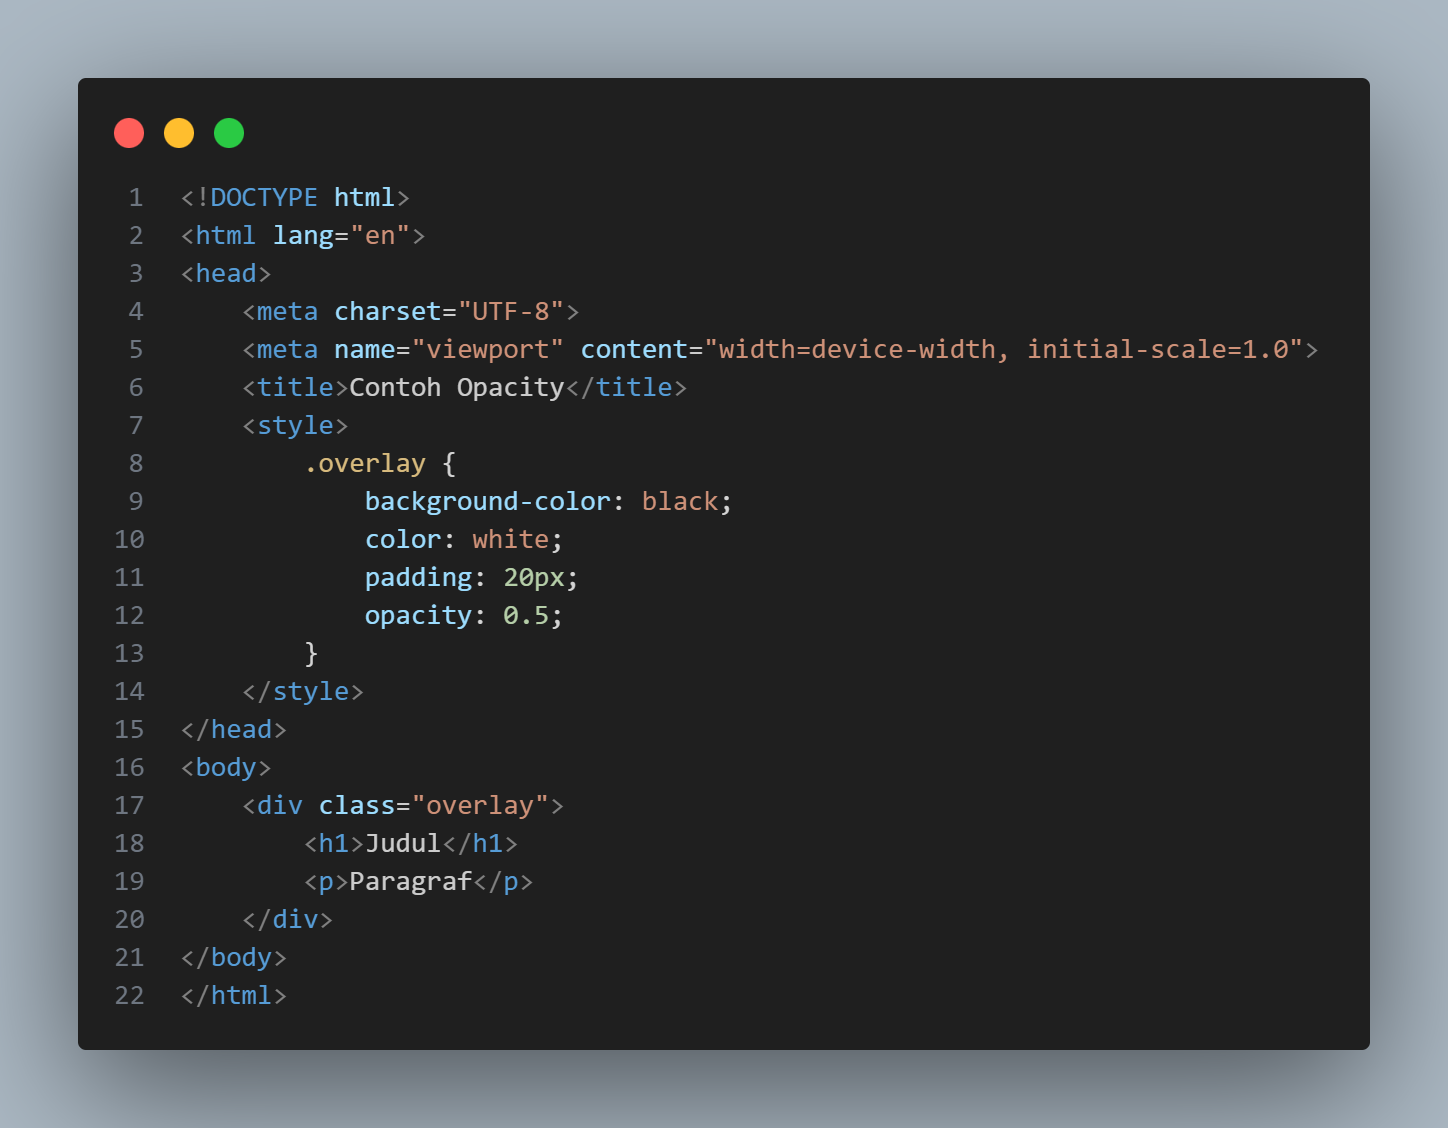 1 <!DOCTYPE html>
2 <html lang="en">
3 <head>
4     <meta charset="UTF-8">
5     <meta name="viewport" content="width=device-width, initial-scale=1.0">
6     <title>Contoh Opacity</title>
7     <style>
8         .overlay {
9             background-color: black;
10             color: white;
11             padding: 20px;
12             opacity: 0.5;
13         }
14     </style>
15 </head>
16 <body>
17     <div class="overlay">
18         <h1>Judul</h1>
19         <p>Paragraf</p>
20     </div>
21 </body>
22 </html>